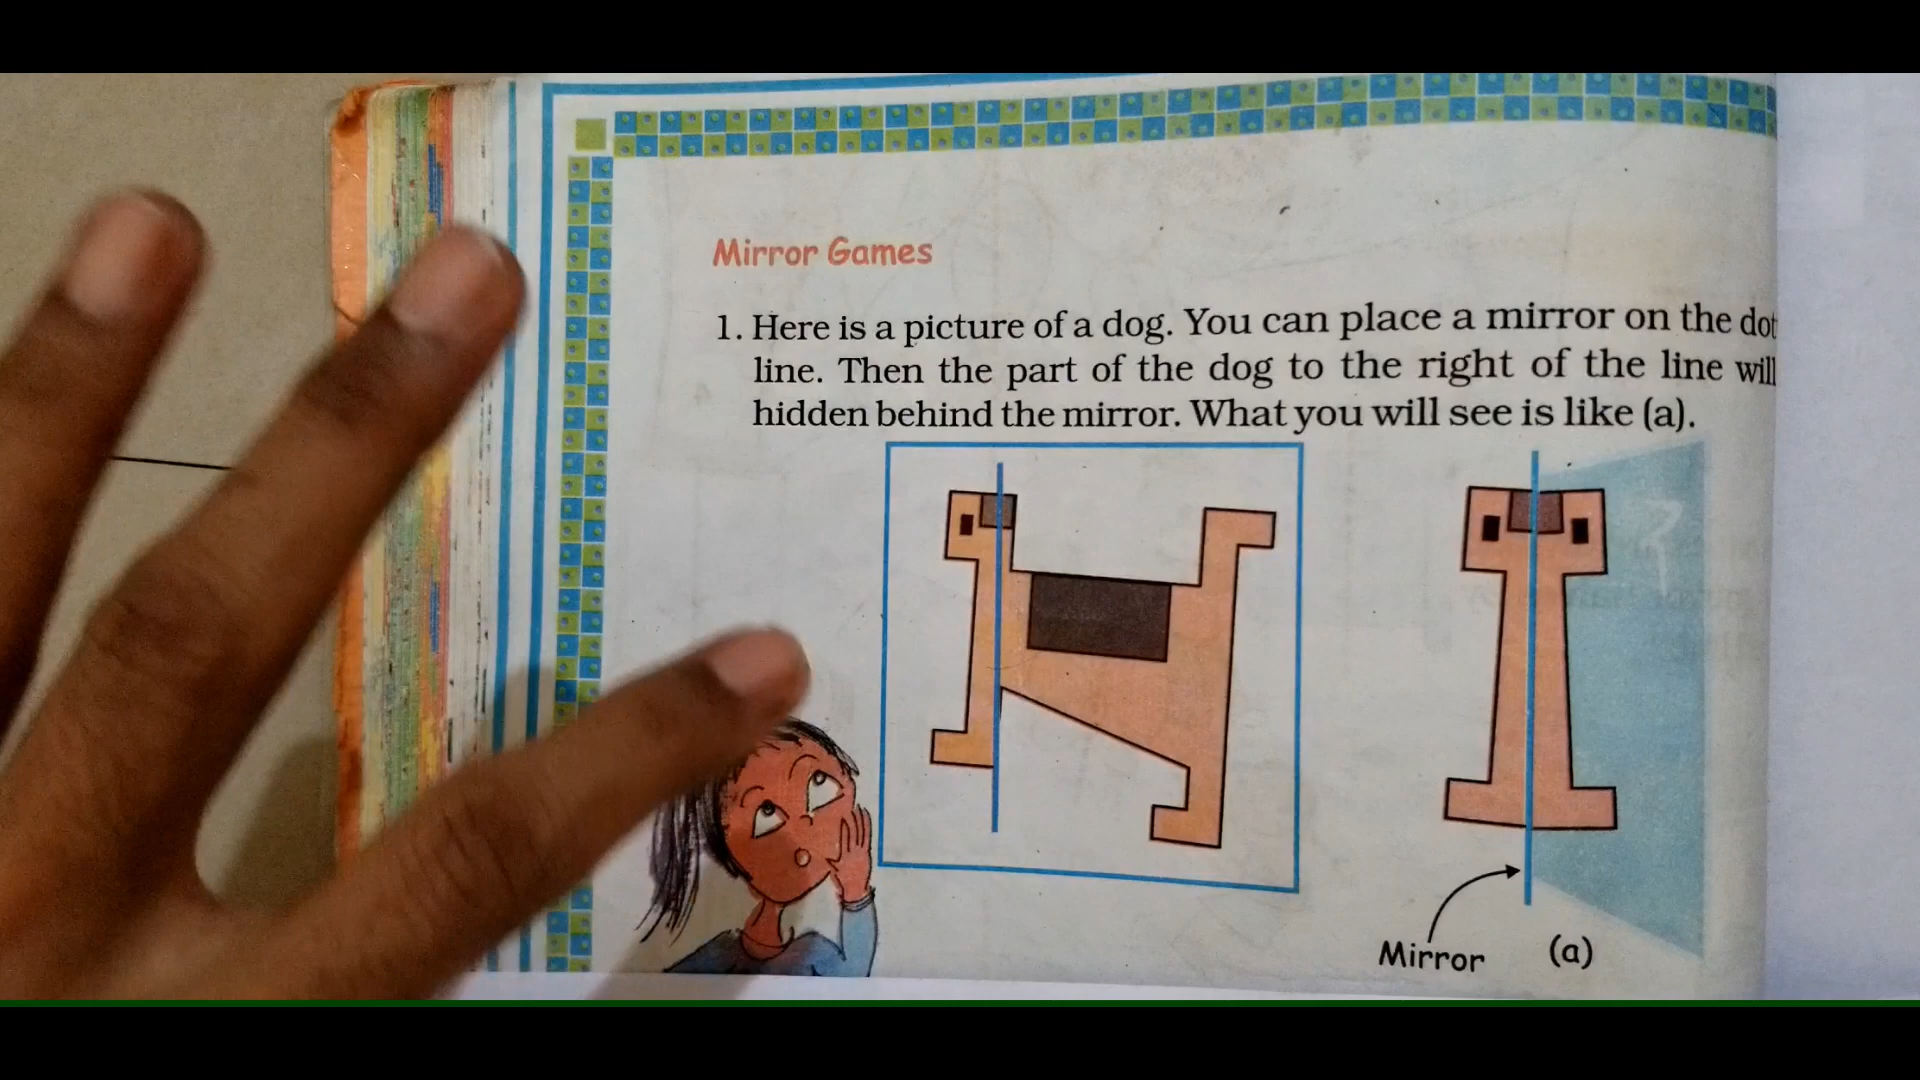 Mirror Games
1. Here is a picture of a dog. You can place a mirror on the dot
line. Then the part of the dog to the right of the line will
hidden behind the mirror. What you will see is like (a).
Mirror (a)